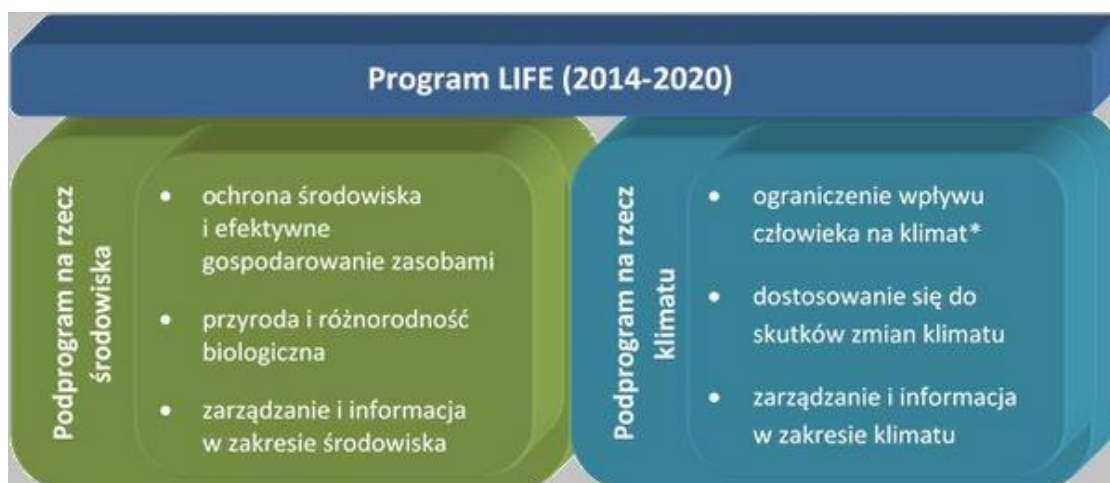 Program LIFE (2014-2020)
Podprogram na rzecz
środowiska
• ochrona środowiska
i efektywne
gospodarowanie zasobami
• przyroda i różnorodność
biologiczna
• zarządzanie i informacja
w zakresie środowiska
Podprogram na rzecz
klimatu
• ograniczenie wpływu
człowieka na klimat*
• dostosowanie się do
skutków zmian klimatu
• zarządzanie i informacja
w zakresie klimatu